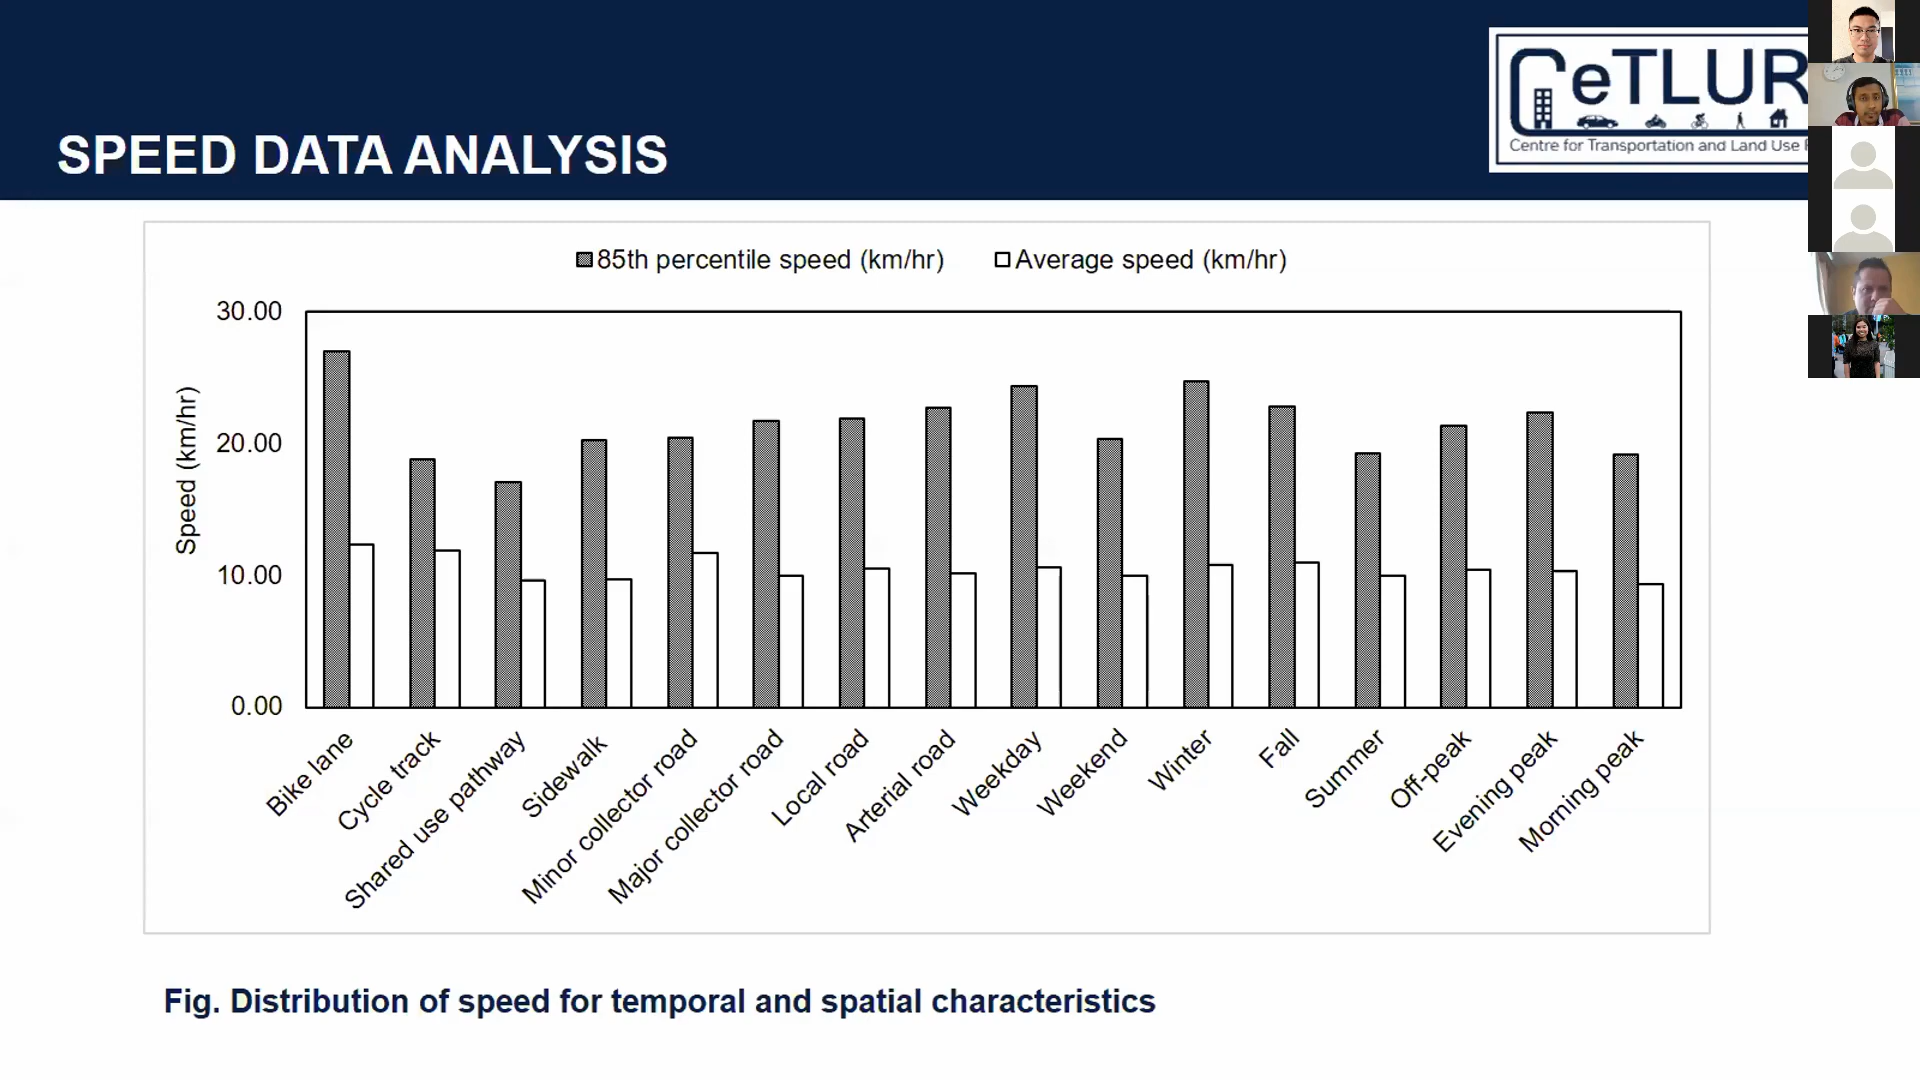 CeTLUR
Centre for Transportation and Land Use
SPEED DATA ANALYSIS
85th percentile speed (km/hr)
Average speed (km/hr)
Speed (km/hr)
30.00
20.00
10.00
0.00
Bike lane
Cycle track
Shared use pathway
Sidewalk
Minor collector road
Major collector road
Local road
Arterial road
Weekday
Weekend
Winter
Fall
Summer
Off-peak
Evening peak
Morning peak
Fig. Distribution of speed for temporal and spatial characteristics